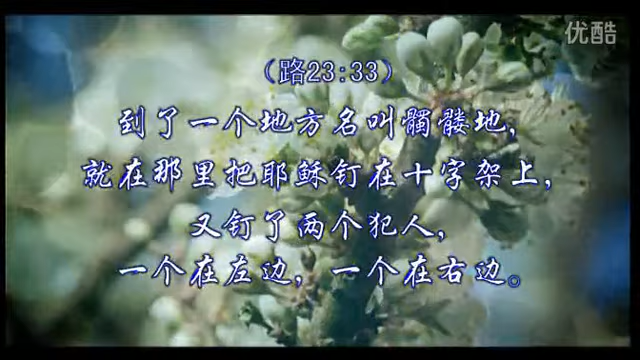 优酷
（路23:33）
到了一个地方名叫髑髅地，
就在那里把耶稣钉在十字架上，
又钉了两个犯人，
一个在左边，一个在右边。